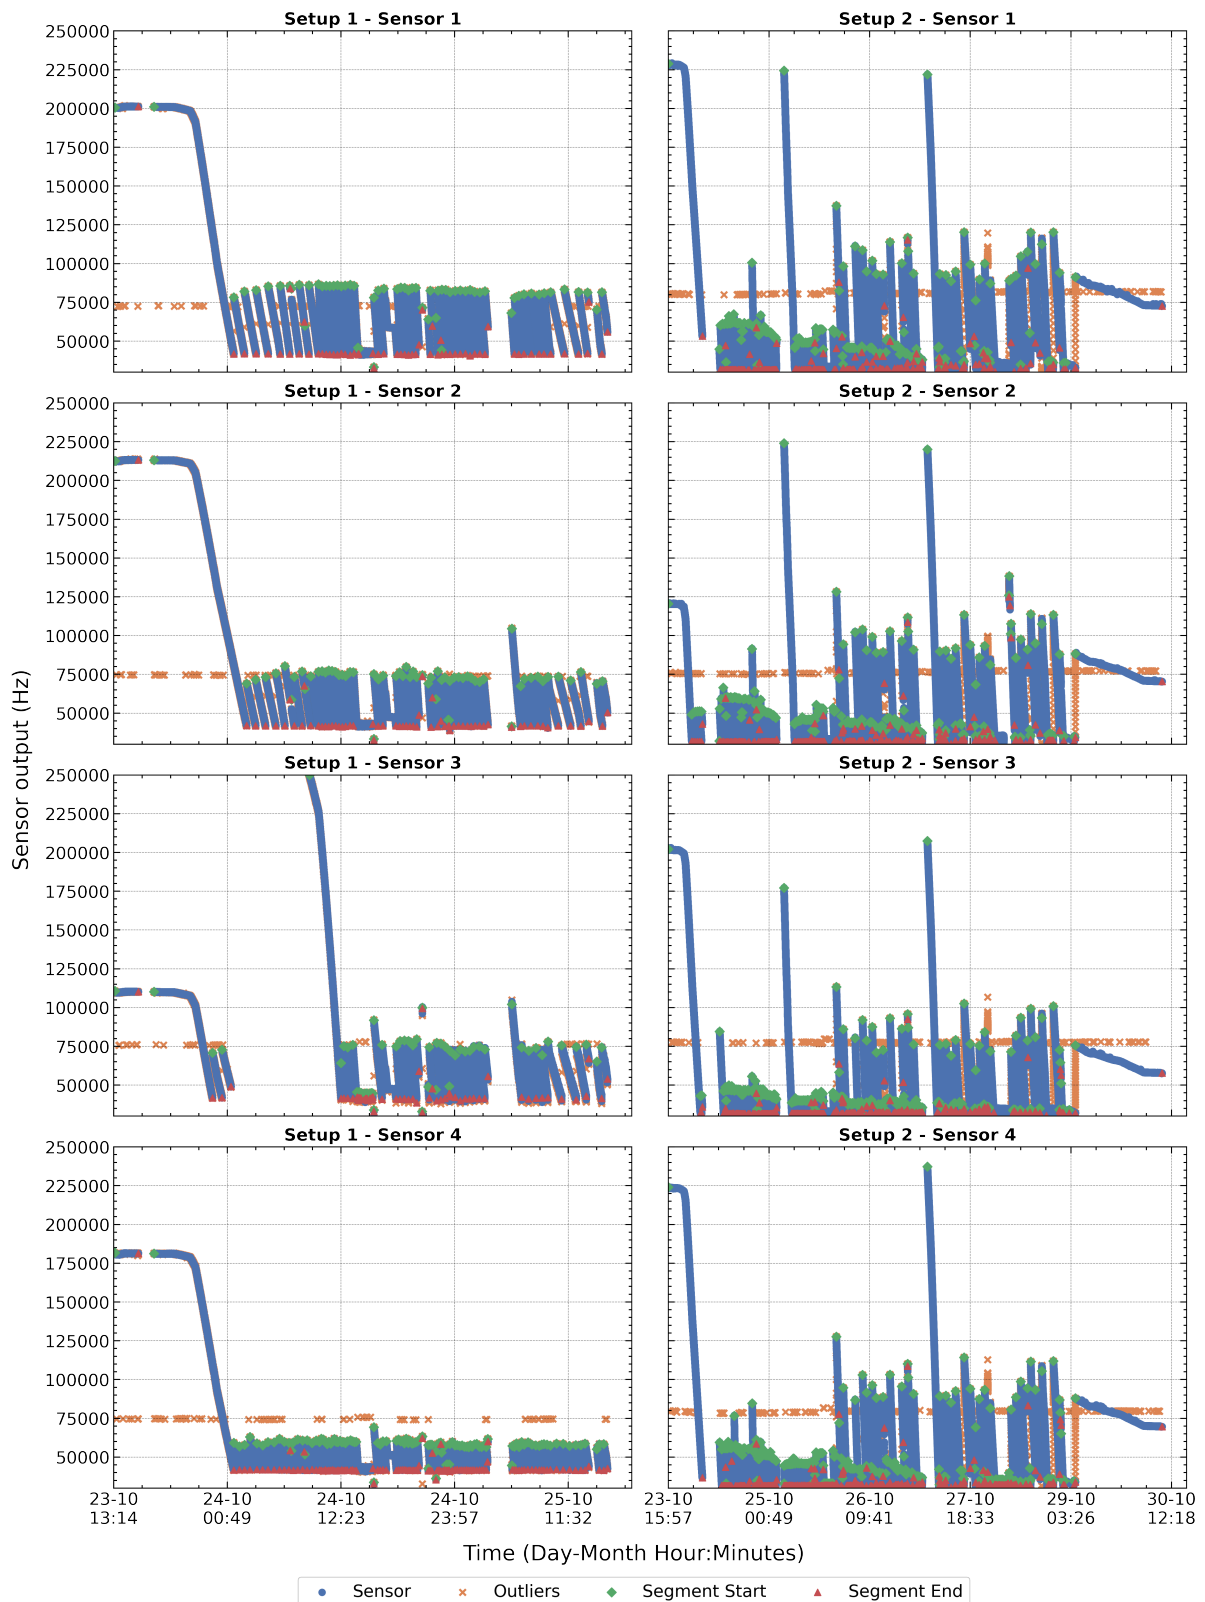 Setup 1 - Sensor 1
Setup 2 - Sensor 1
250000
225000
200000
175000
150000
125000
100000
75000
50000
Setup 1 - Sensor 2
Setup 2 - Sensor 2
250000
225000
200000
175000
150000
125000
100000
75000
50000
Setup 1 - Sensor 3
Setup 2 - Sensor 3
250000
225000
200000
175000
150000
125000
100000
75000
50000
Setup 1 - Sensor 4
Setup 2 - Sensor 4
250000
225000
200000
175000
150000
125000
100000
75000
50000
Sensor output (Hz)
23-10 24-10 24-10 24-10 25-10 23-10 25-10 26-10 27-10 29-10 30-10
13:14 00:49 12:23 23:57 11:32 15:57 00:49 09:41 18:33 03:26 12:18
Time (Day-Month Hour:Minutes)
Sensor Outliers Segment Start Segment End